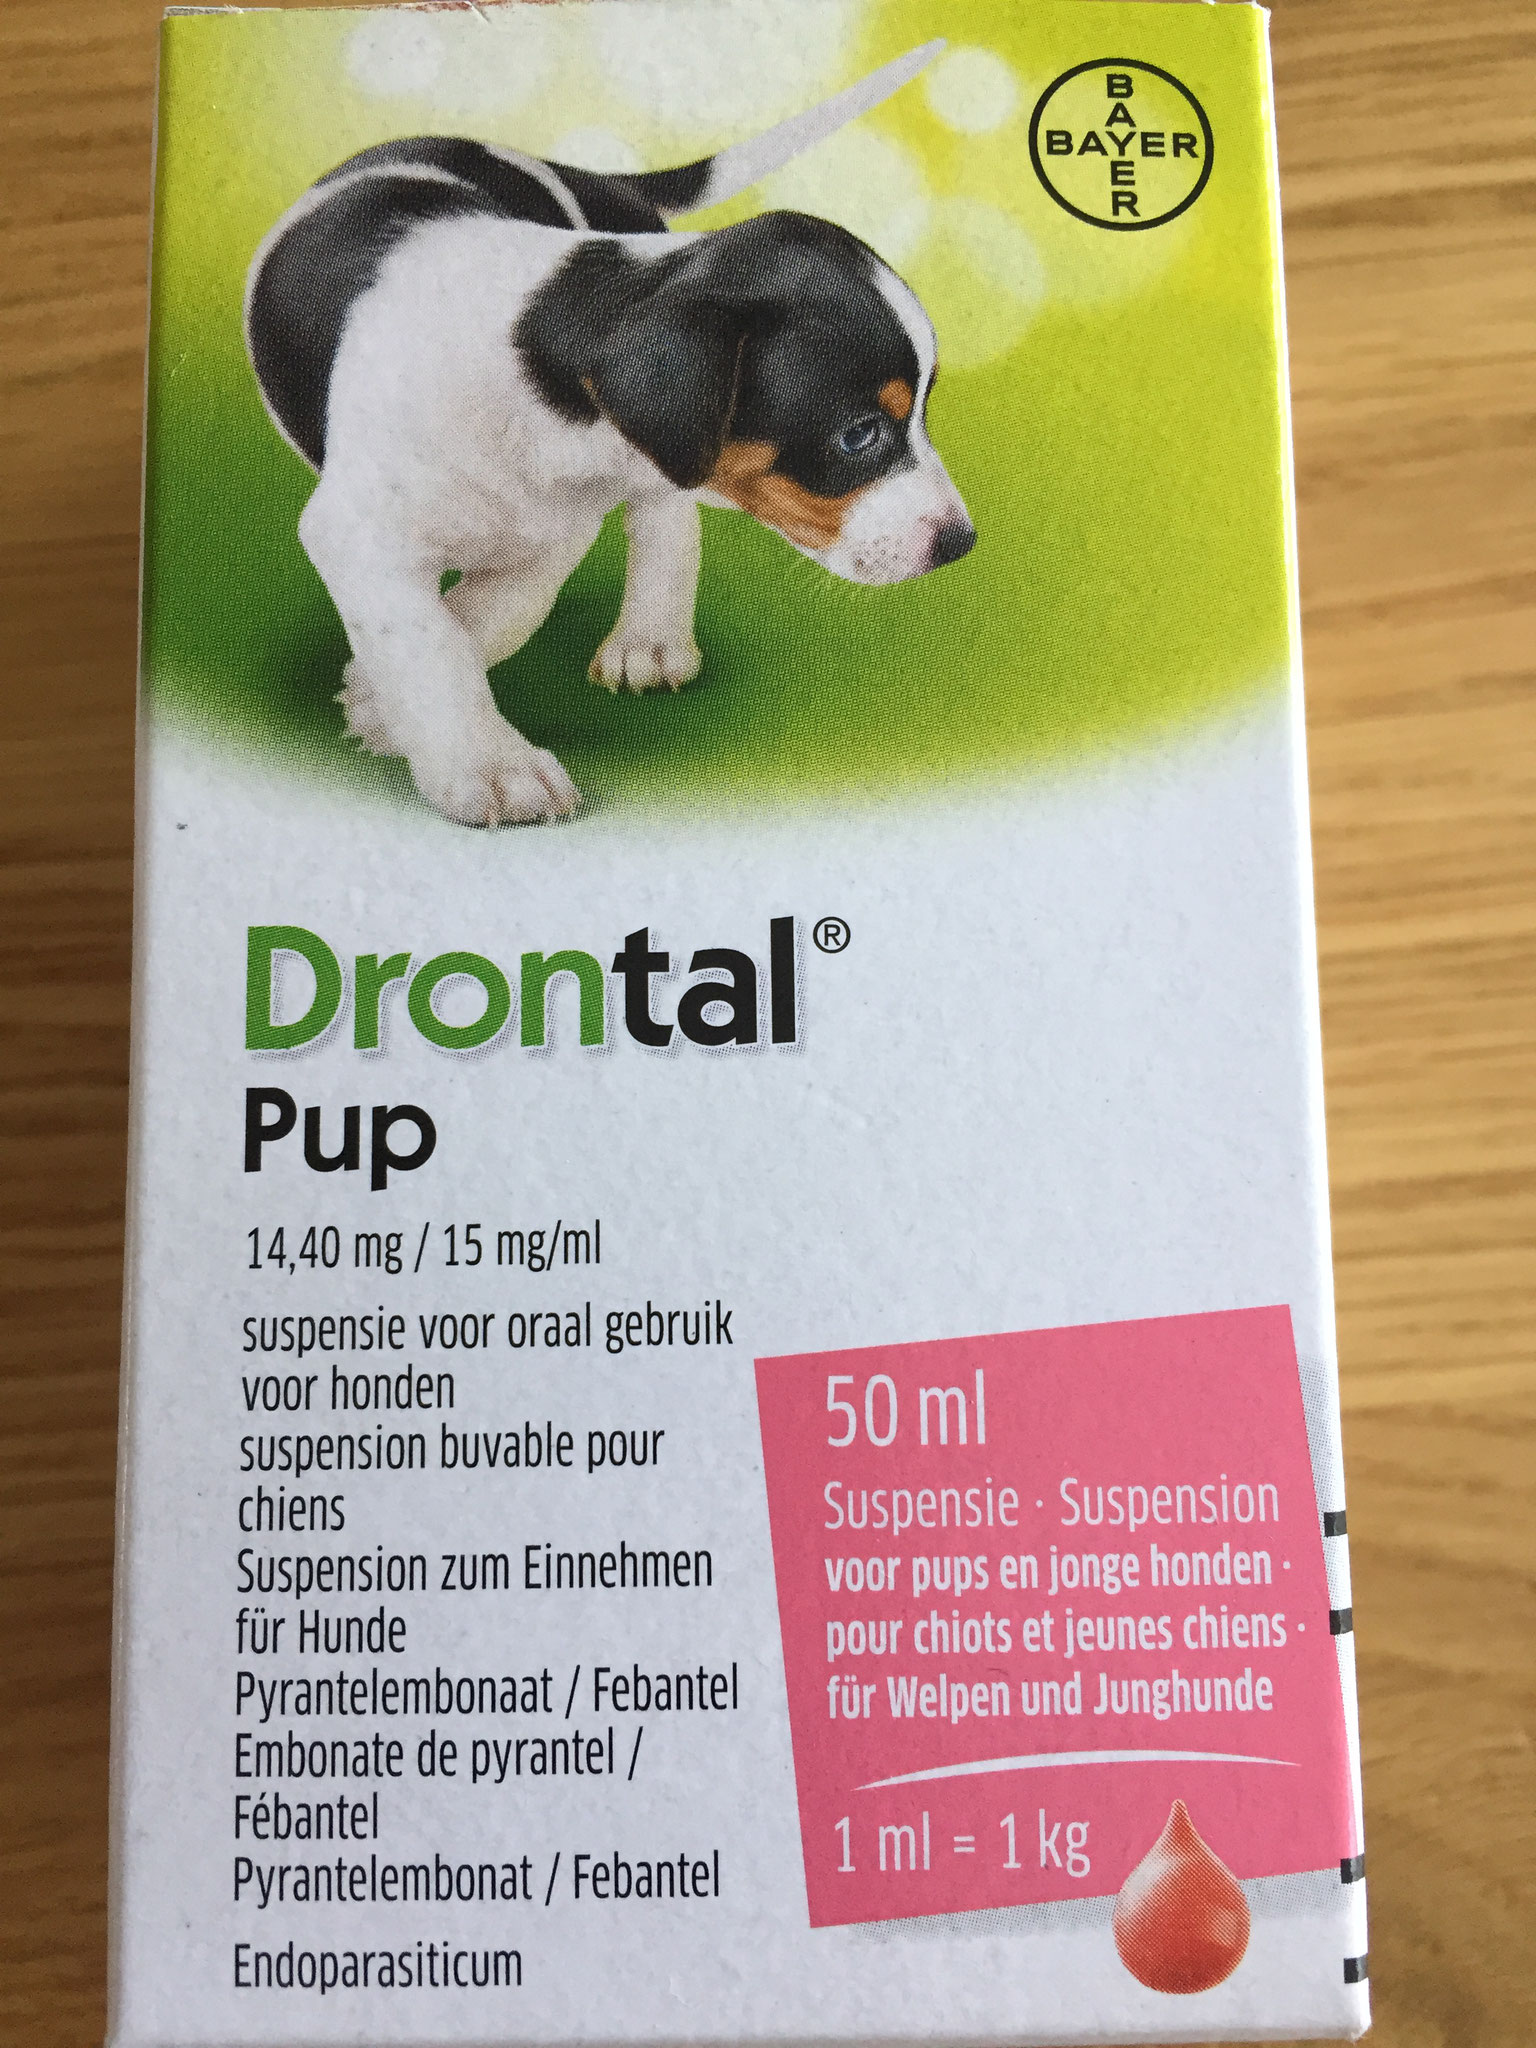 BAYER
BAYER
Drontal®
Pup
14,40 mg / 15 mg/ml
suspensie voor oraal gebruik
voor honden
suspension buvable pour
chiens
Suspension zum Einnehmen
für Hunde
Pyrantelembonaat / Febantel
Embonate de pyrantel /
Fébantel
Pyrantelembonat / Febantel
Endoparasiticum
50 ml
Suspensie · Suspension
voor pups en jonge honden ·
pour chiots et jeunes chiens ·
für Welpen und Junghunde
1 ml = 1 kg